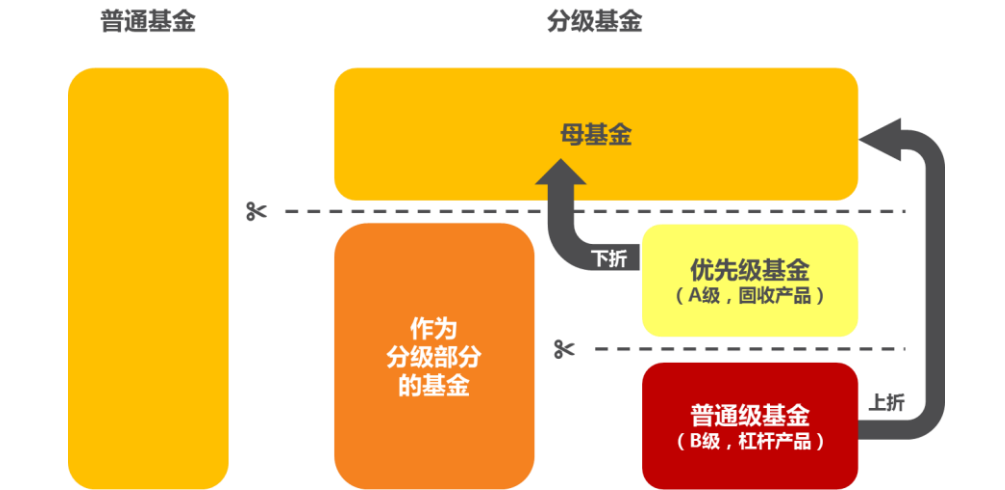 普通基金
分级基金
母基金
下折
优先级基金
（A级，固收产品）
作为
分级部分
的基金
上折
普通级基金
（B级，杠杆产品）